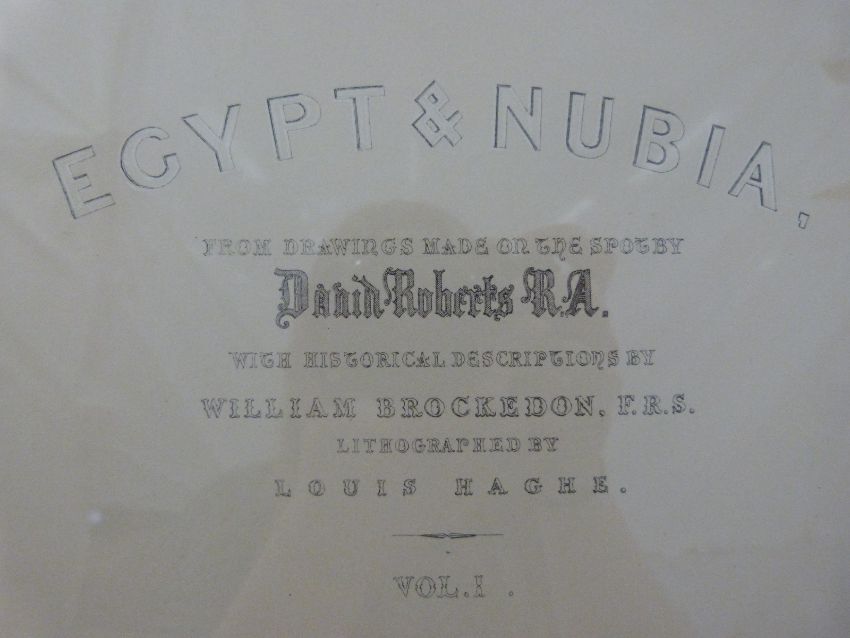 EGYPT & NUBIA,
FROM DRAWINGS MADE ON THE SPOT BY
David Roberts R.A.
WITH HISTORICAL DESCRIPTIONS BY
WILLIAM BROCKEDON, F.R.S.
LITHOGRAPHED BY
LOUIS HAGHE.
VOL. I.